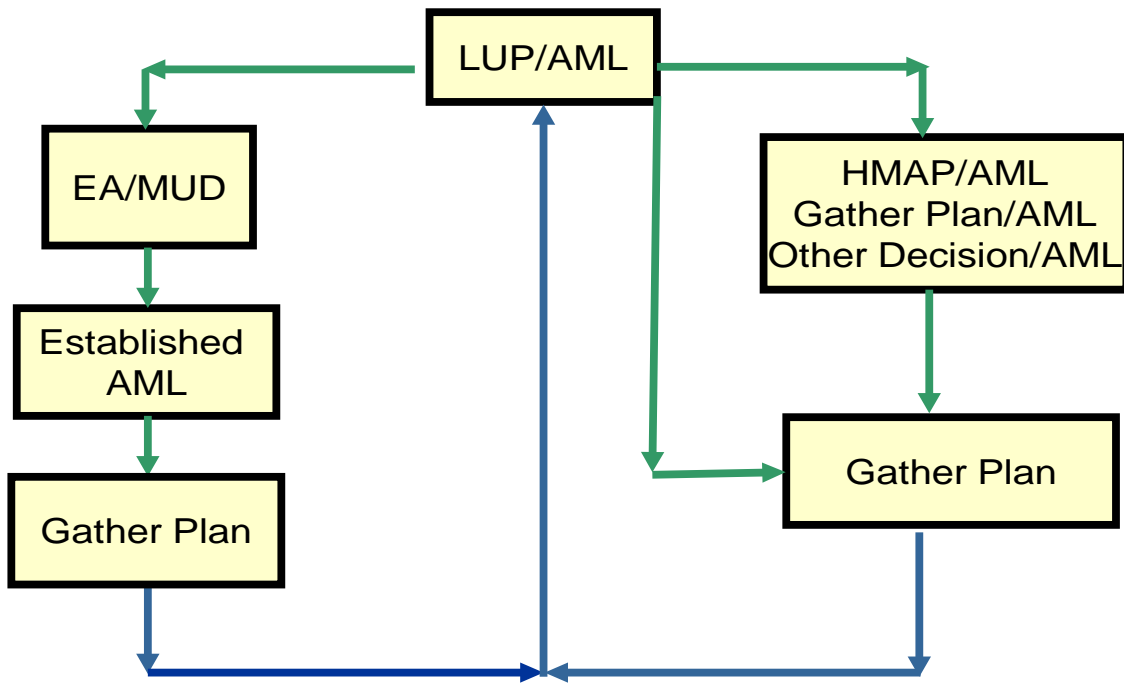 LUP/AML
EA/MUD
HMAP/AML
Gather Plan/AML
Other Decision/AML
Established
AML
Gather Plan
Gather Plan